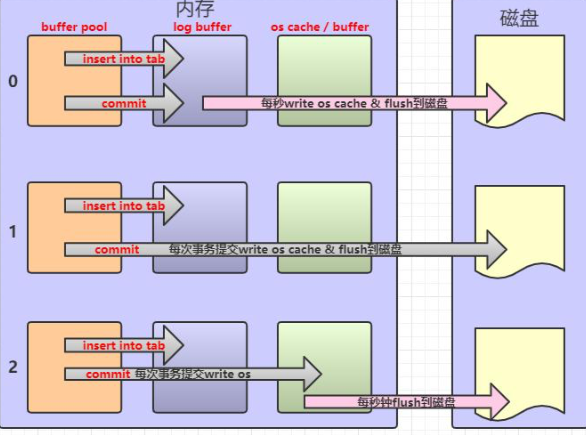 内存
磁盘
buffer pool
log buffer
os cache / buffer
0
insert into tab
commit
每秒write os cache & flush到磁盘
1
insert into tab
commit
每次事务提交write os cache & flush到磁盘
2
insert into tab
commit
每次事务提交write os
每秒钟flush到磁盘